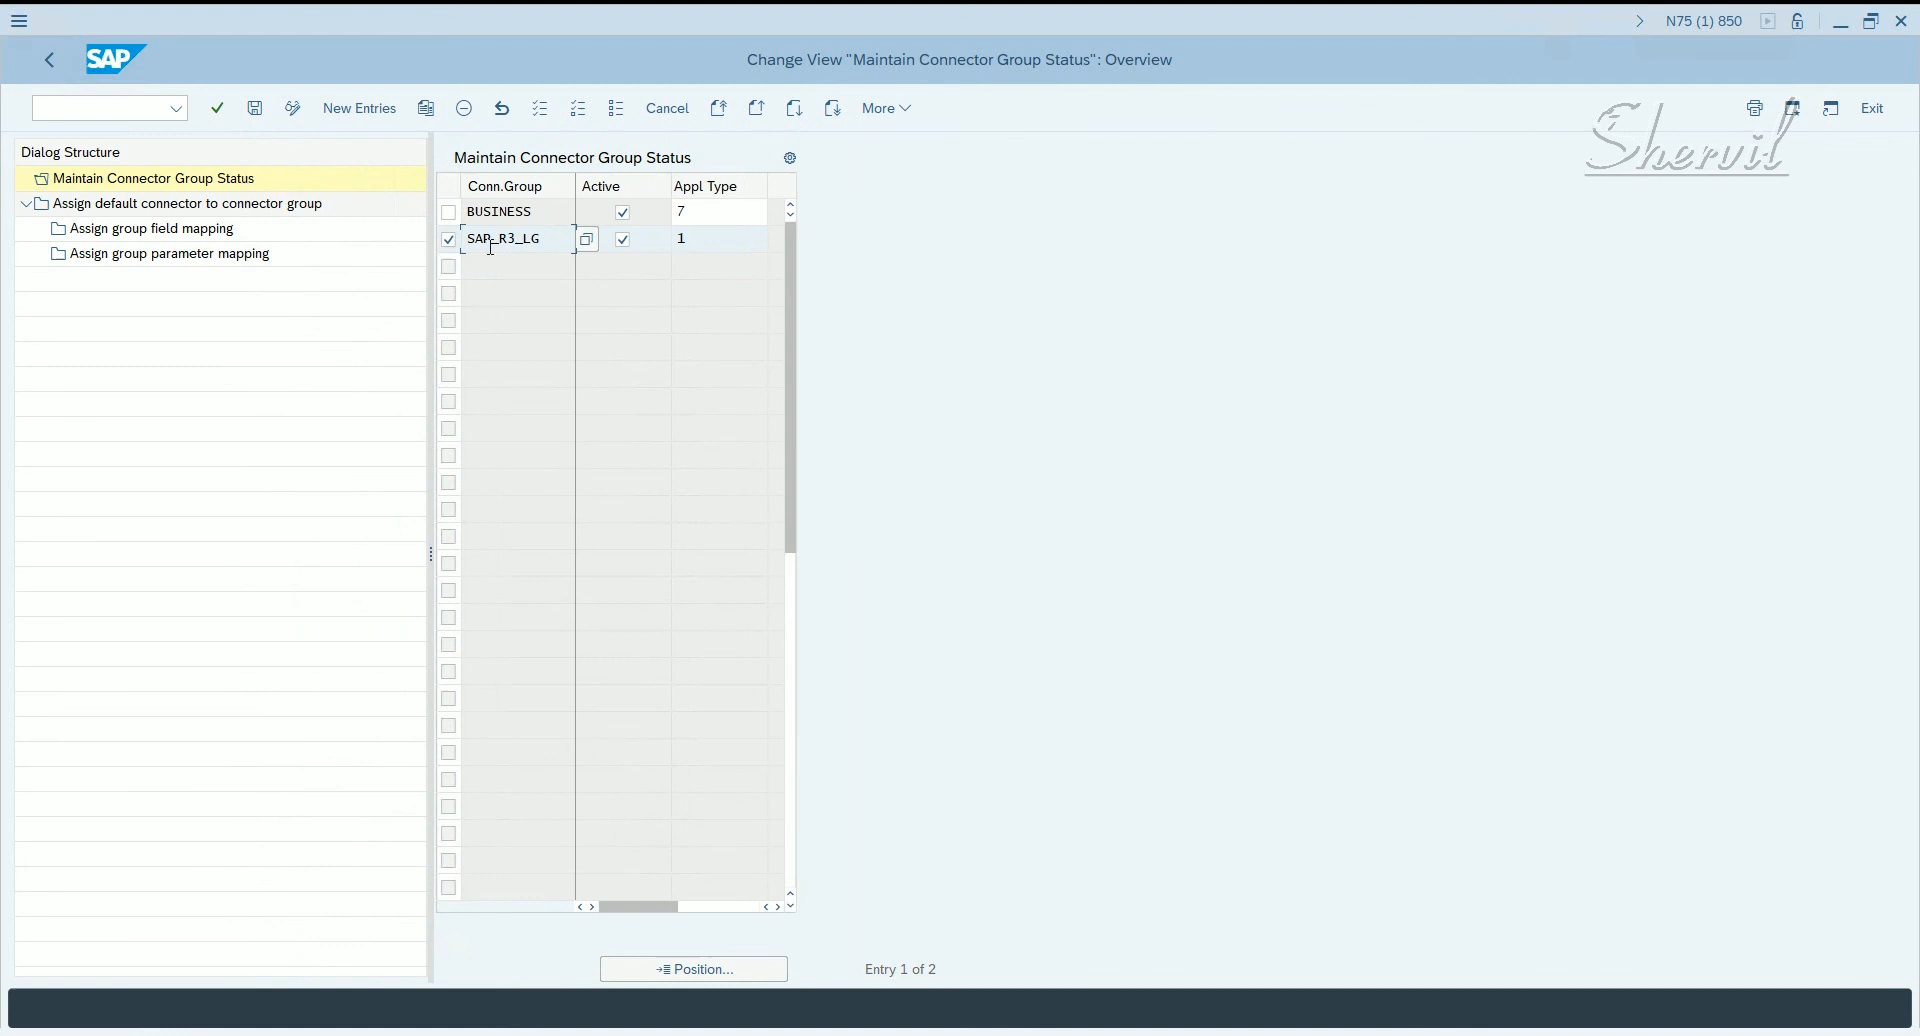 N75 (1) 850
SAP
Change View "Maintain Connector Group Status": Overview
New Entries
Cancel
More
Exit
Shervil
Dialog Structure
Maintain Connector Group Status
Assign default connector to connector group
Assign group field mapping
Assign group parameter mapping
Maintain Connector Group Status
Conn.Group Active Appl Type
BUSINESS 7
SAP_R3_LG 1
Position...
Entry 1 of 2